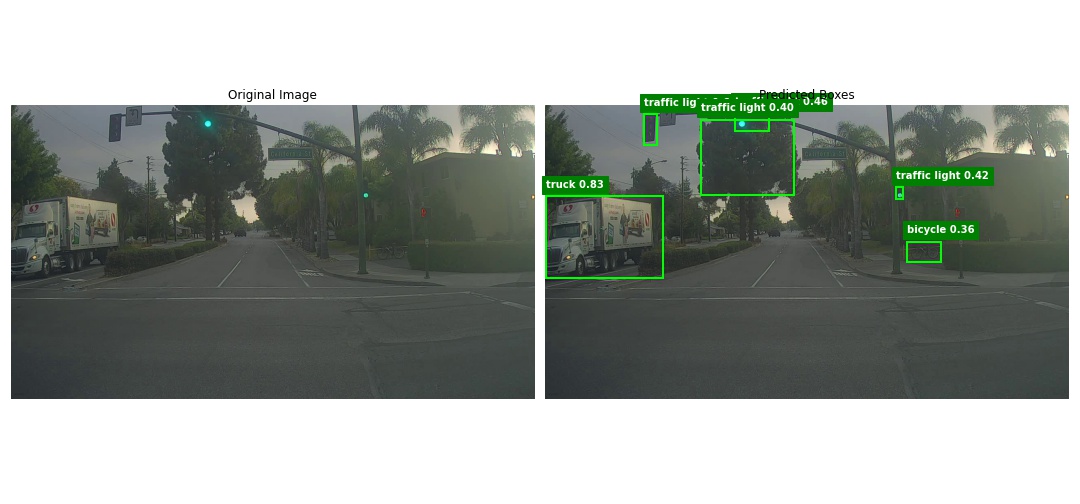 Original Image
Predicted Boxes
traffic lig
0.46
traffic light 0.40
traffic light 0.42
truck 0.83
bicycle 0.36